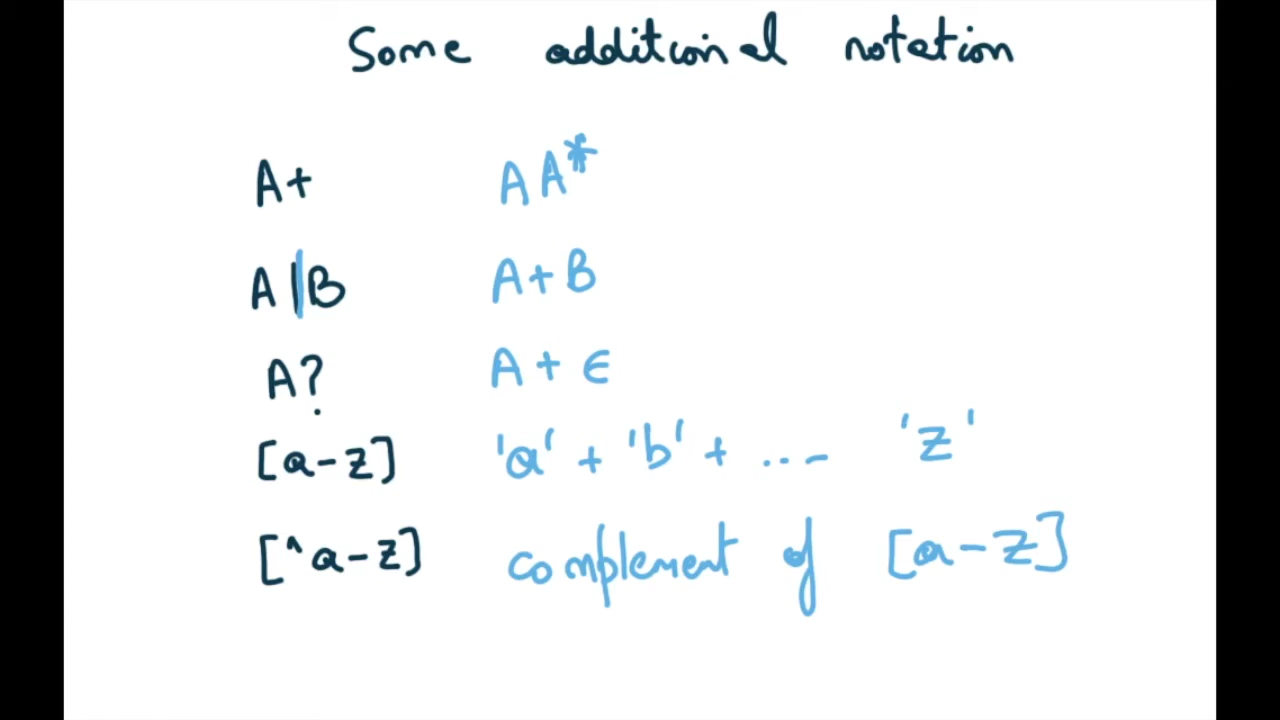 Some additional notation
A+ AA*
A|B A+B
A? A + ε
[a-z] 'a' + 'b' + ... 'z'
[^a-z] complement of [a-z]